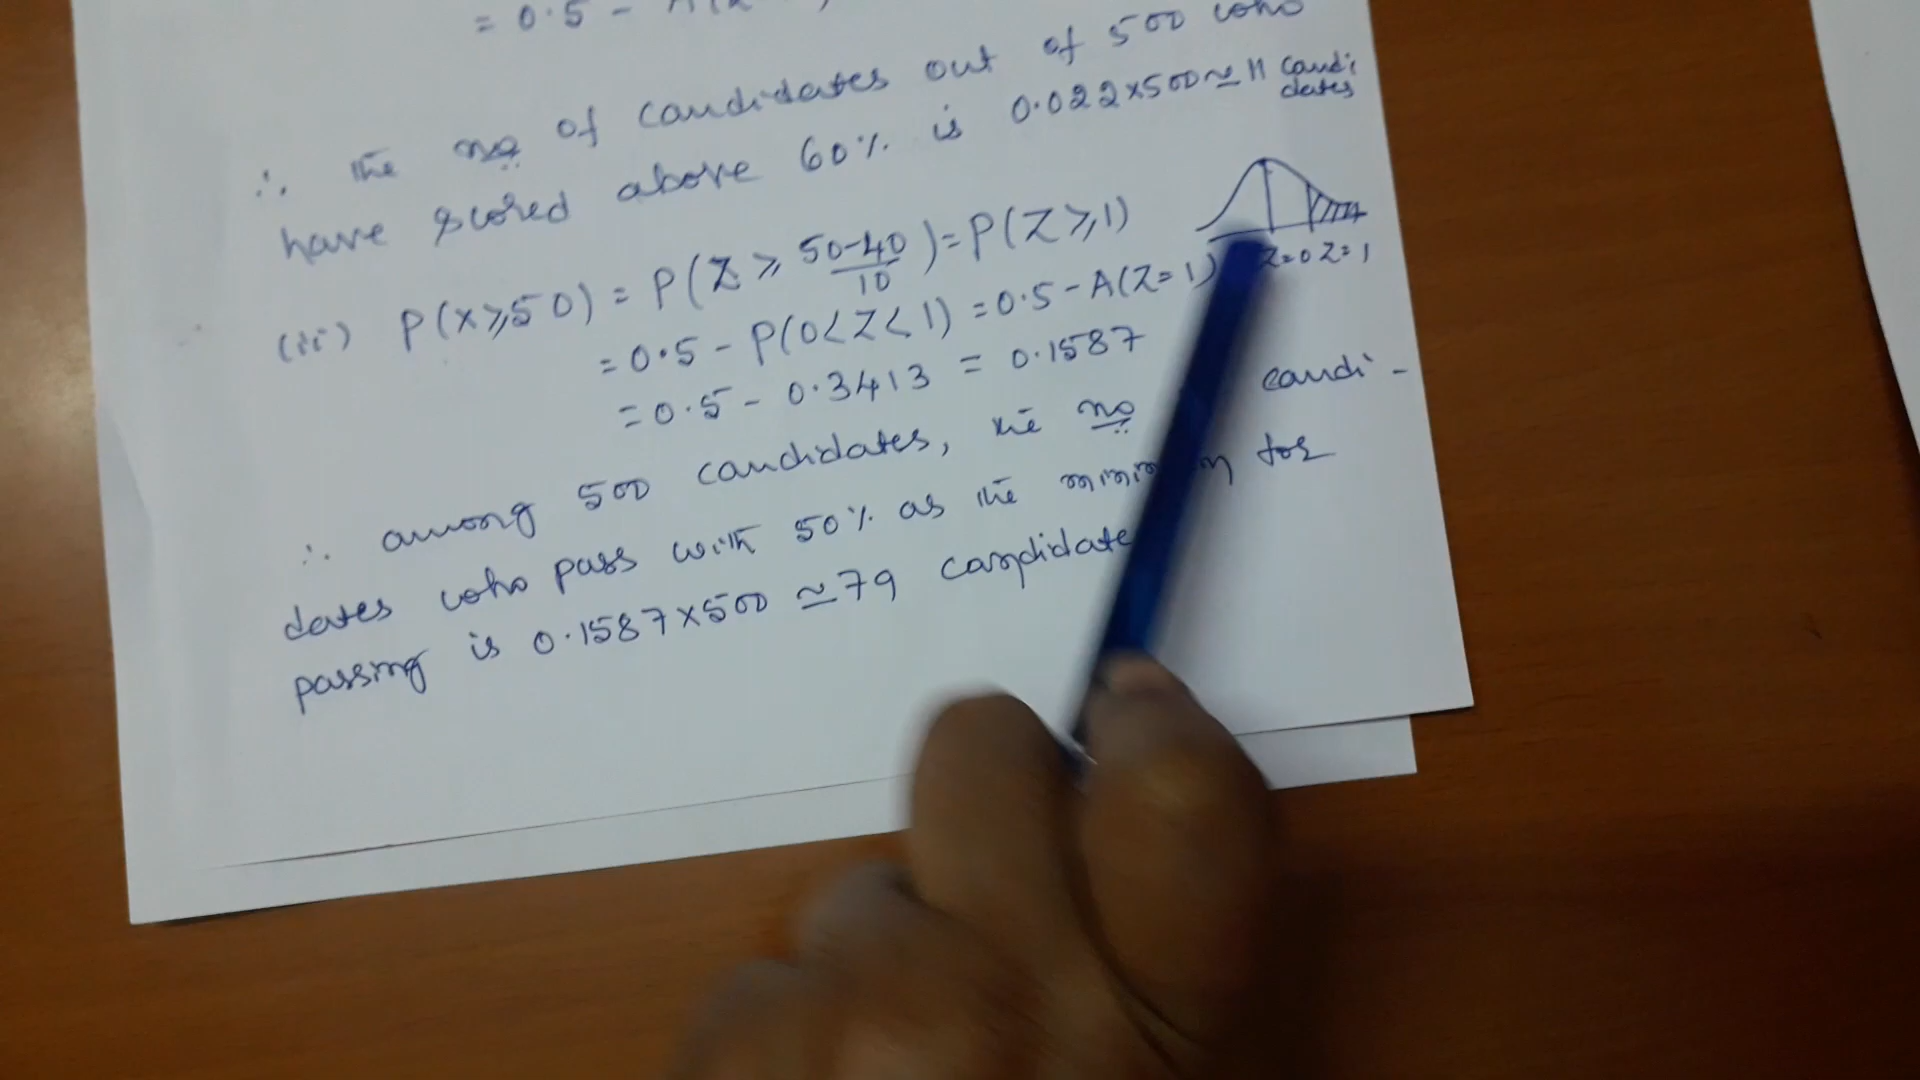 = 0.5 -
∴ the no of candidates out of 500 who
have scored above 60% is 0.022×500≃11 candi
dates
(ii) P(X≥50) = P(Z ≥ 50-40/10) = P(Z≥1)
Z=0 Z=1
= 0.5 - P(0<Z<1) = 0.5 - A(Z=1)
= 0.5 - 0.3413 = 0.1587
∴ among 500 candidates, the no candi-
dates who pass with 50% as the for
passing is 0.1587×500 ≃79 candidate